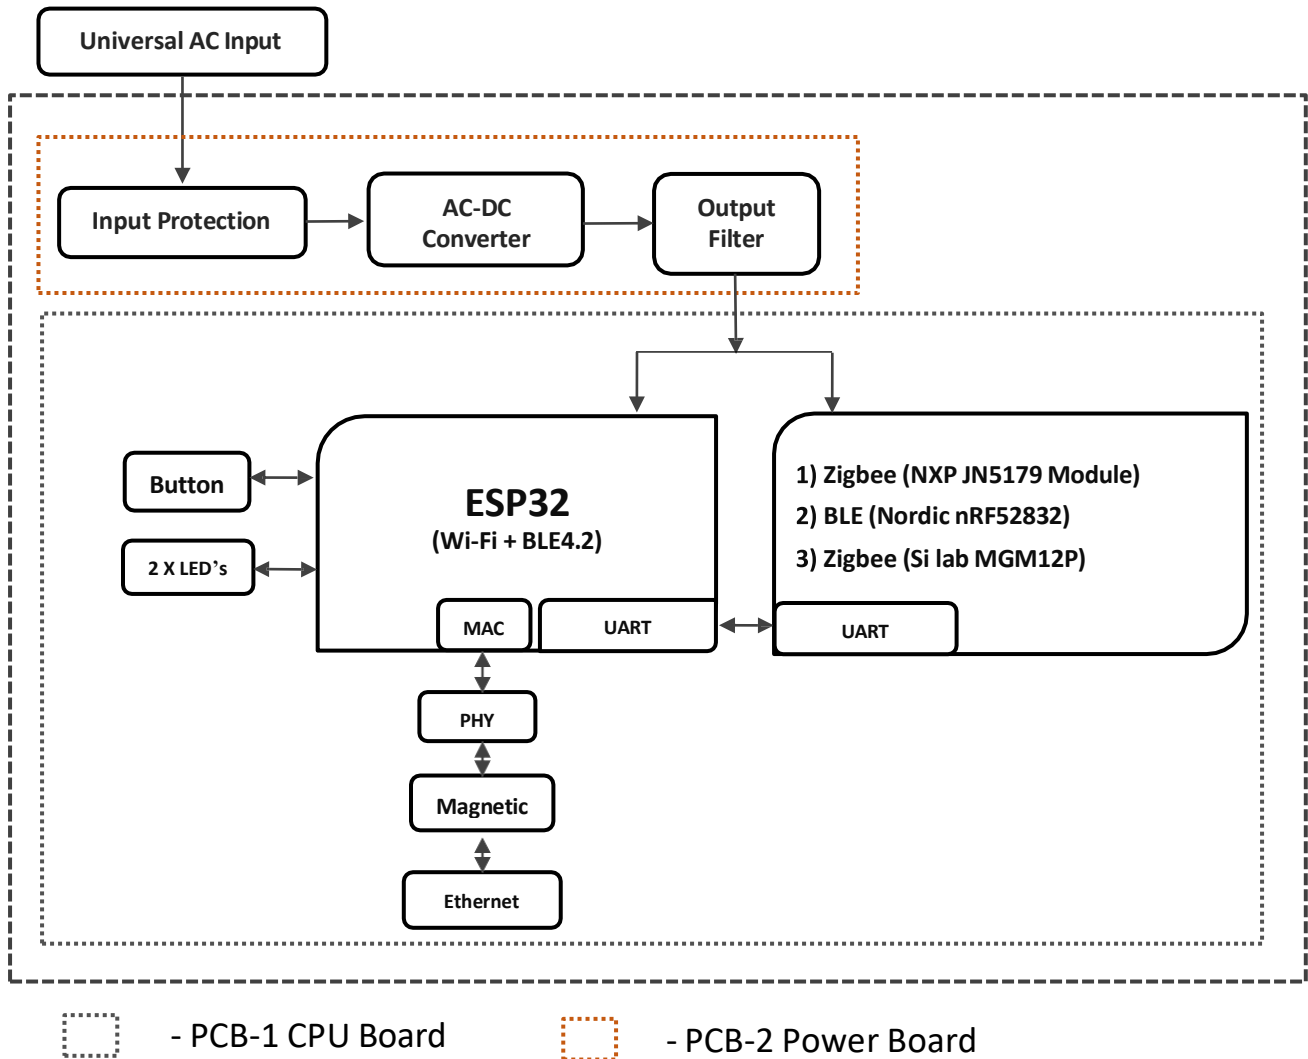 Universal AC Input
Input Protection
AC-DC
Converter
Output
Filter
Button
2 X LED's
ESP32
(Wi-Fi + BLE4.2)
MAC
UART
1) Zigbee (NXP JN5179 Module)
2) BLE (Nordic nRF52832)
3) Zigbee (Si lab MGM12P)
UART
PHY
Magnetic
Ethernet
- PCB-1 CPU Board
- PCB-2 Power Board